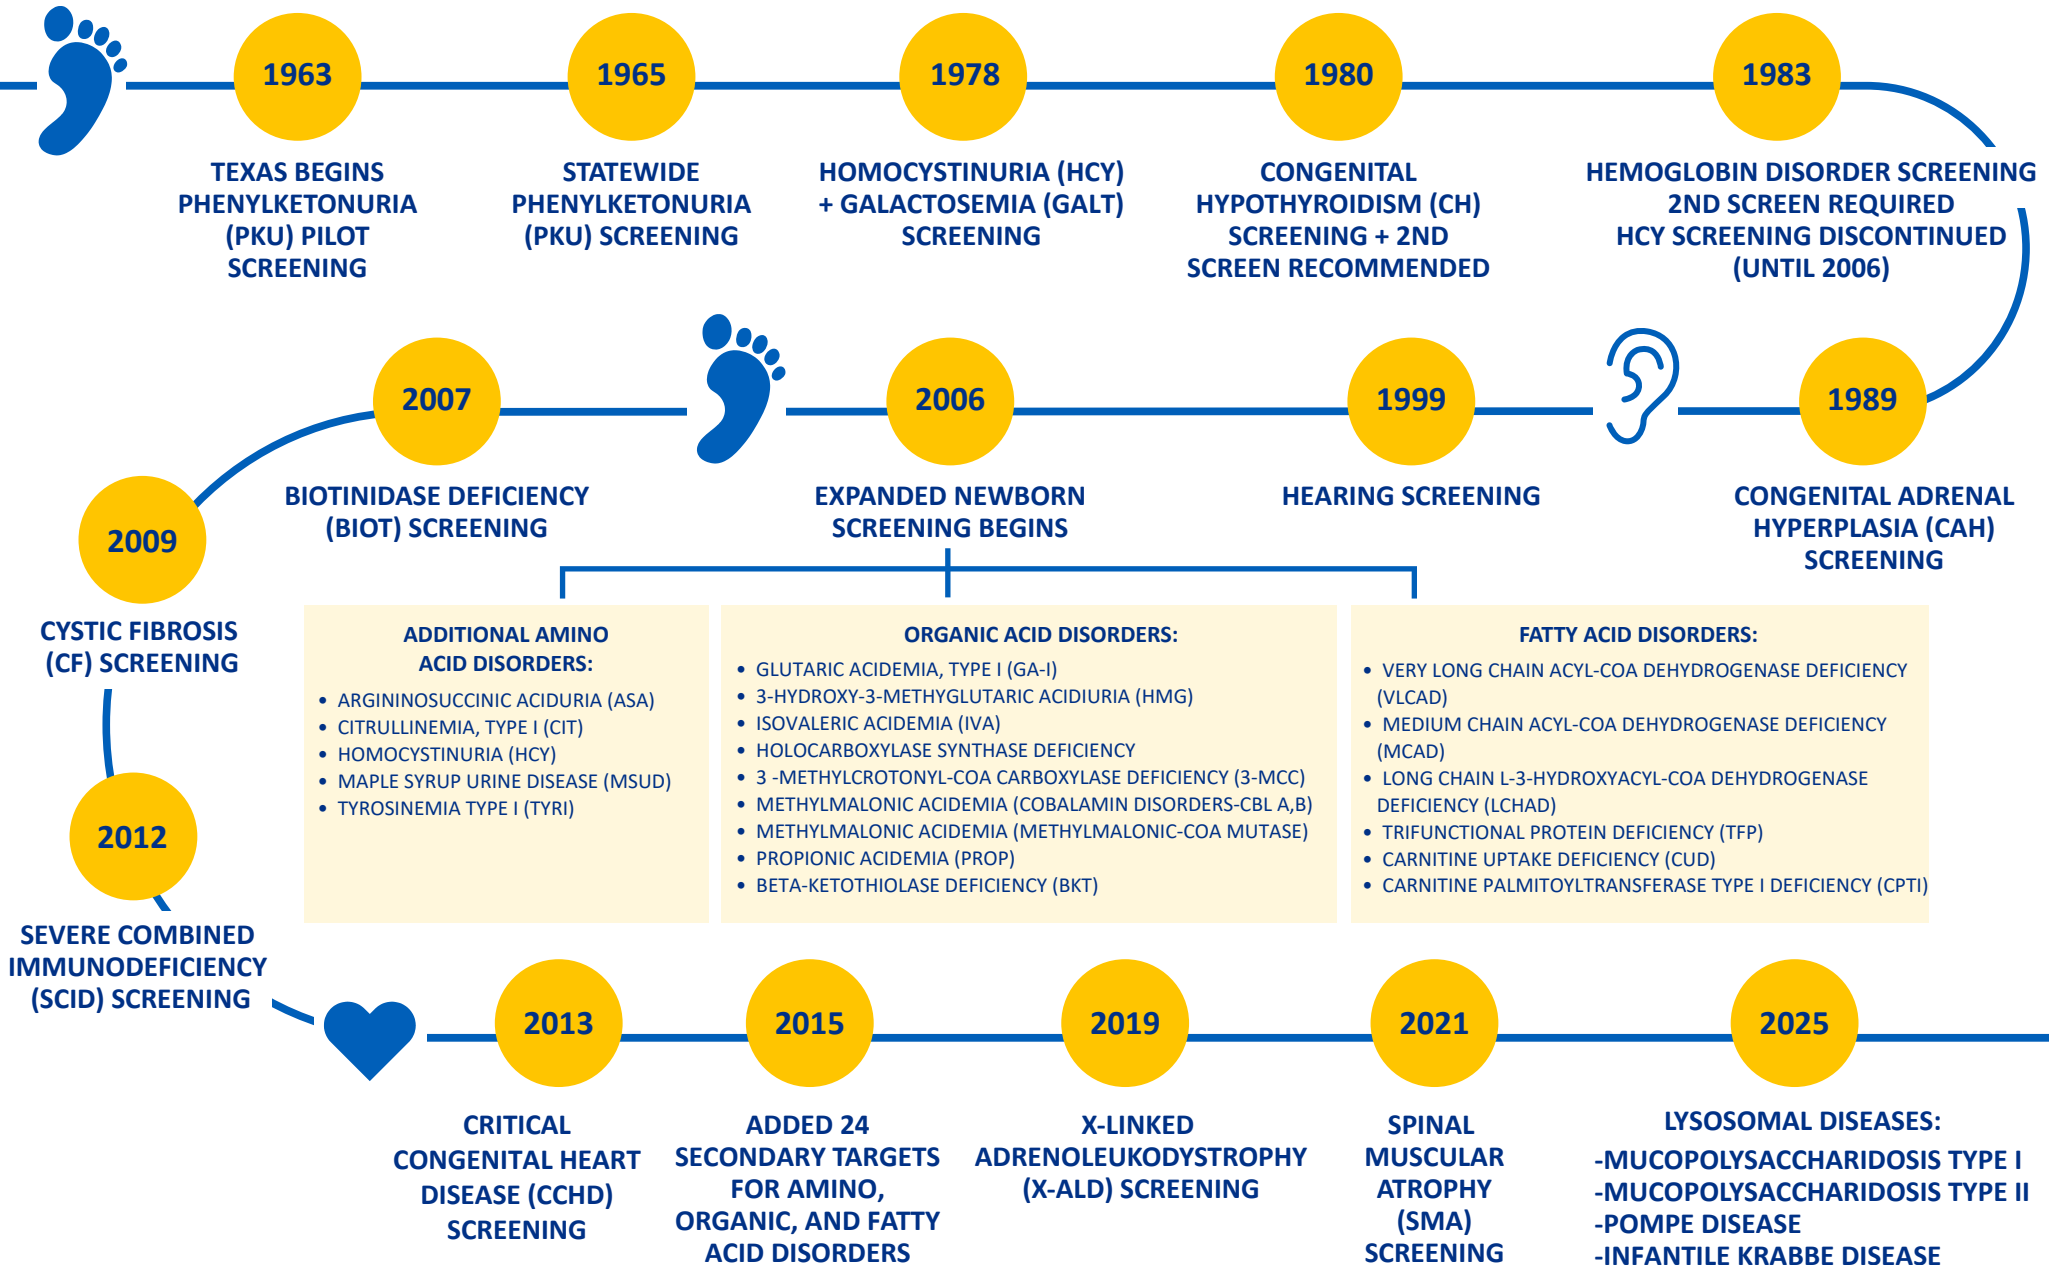 1963
TEXAS BEGINS
PHENYLKETONURIA
(PKU) PILOT
SCREENING
1965
STATEWIDE
PHENYLKETONURIA
(PKU) SCREENING
1978
HOMOCYSTINURIA (HCY)
+ GALACTOSEMIA (GALT)
SCREENING
1980
CONGENITAL
HYPOTHYROIDISM (CH)
SCREENING + 2ND
SCREEN RECOMMENDED
1983
HEMOGLOBIN DISORDER SCREENING
2ND SCREEN REQUIRED
HCY SCREENING DISCONTINUED
(UNTIL 2006)
1989
CONGENITAL ADRENAL
HYPERPLASIA (CAH)
SCREENING
1999
HEARING SCREENING
2006
EXPANDED NEWBORN
SCREENING BEGINS
ADDITIONAL AMINO
ACID DISORDERS:
• ARGININOSUCCINIC ACIDURIA (ASA)
• CITRULLINEMIA, TYPE I (CIT)
• HOMOCYSTINURIA (HCY)
• MAPLE SYRUP URINE DISEASE (MSUD)
• TYROSINEMIA TYPE I (TYRI)
ORGANIC ACID DISORDERS:
• GLUTARIC ACIDEMIA, TYPE I (GA-I)
• 3-HYDROXY-3-METHYGLUTARIC ACIDIURIA (HMG)
• ISOVALERIC ACIDEMIA (IVA)
• HOLOCARBOXYLASE SYNTHASE DEFICIENCY
• 3 -METHYLCROTONYL-COA CARBOXYLASE DEFICIENCY (3-MCC)
• METHYLMALONIC ACIDEMIA (COBALAMIN DISORDERS-CBL A,B)
• METHYLMALONIC ACIDEMIA (METHYLMALONIC-COA MUTASE)
• PROPIONIC ACIDEMIA (PROP)
• BETA-KETOTHIOLASE DEFICIENCY (BKT)
FATTY ACID DISORDERS:
• VERY LONG CHAIN ACYL-COA DEHYDROGENASE DEFICIENCY
(VLCAD)
• MEDIUM CHAIN ACYL-COA DEHYDROGENASE DEFICIENCY
(MCAD)
• LONG CHAIN L-3-HYDROXYACYL-COA DEHYDROGENASE
DEFICIENCY (LCHAD)
• TRIFUNCTIONAL PROTEIN DEFICIENCY (TFP)
• CARNITINE UPTAKE DEFICIENCY (CUD)
• CARNITINE PALMITOYLTRANSFERASE TYPE I DEFICIENCY (CPTI)
2007
BIOTINIDASE DEFICIENCY
(BIOT) SCREENING
2009
CYSTIC FIBROSIS
(CF) SCREENING
2012
SEVERE COMBINED
IMMUNODEFICIENCY
(SCID) SCREENING
2013
CRITICAL
CONGENITAL HEART
DISEASE (CCHD)
SCREENING
2015
ADDED 24
SECONDARY TARGETS
FOR AMINO,
ORGANIC, AND FATTY
ACID DISORDERS
2019
X-LINKED
ADRENOLEUKODYSTROPHY
(X-ALD) SCREENING
2021
SPINAL
MUSCULAR
ATROPHY
(SMA)
SCREENING
2025
LYSOSOMAL DISEASES:
-MUCOPOLYSACCHARIDOSIS TYPE I
-MUCOPOLYSACCHARIDOSIS TYPE II
-POMPE DISEASE
-INFANTILE KRABBE DISEASE